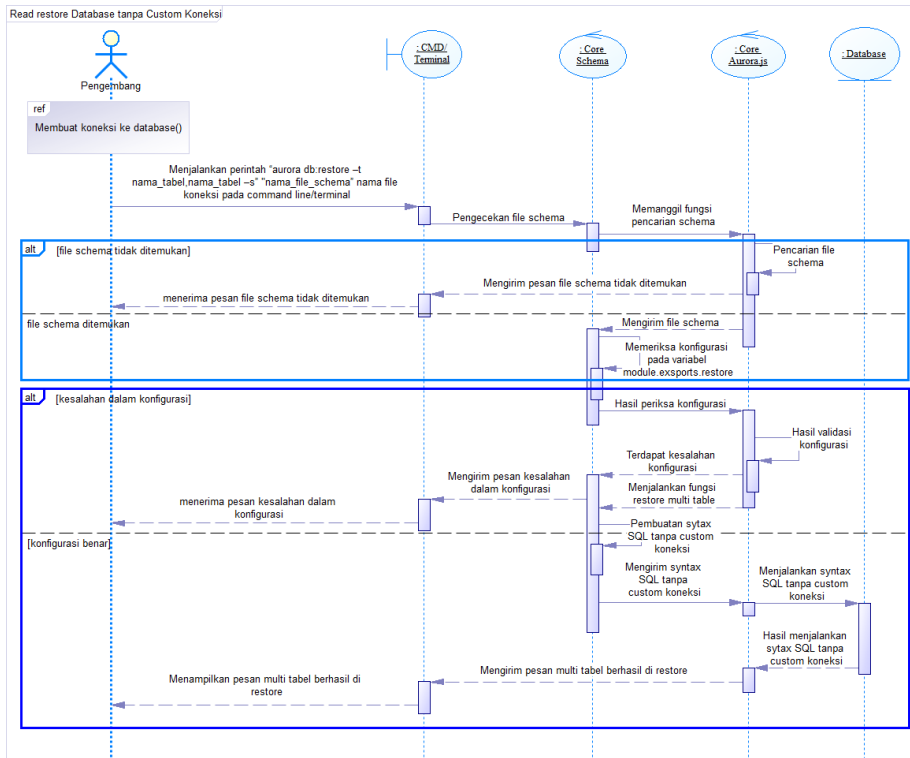 Read restore Database tanpa Custom Koneksi
: CMD/
Terminal
: Core
Schema
: Core
Aurora.js
: Database
Pengembang
ref
Membuat koneksi ke database()
Menjalankan perintah “aurora db:restore –t
nama_tabel,nama_tabel –s” "nama_file_schema” nama file
koneksi pada command line/terminal
Pengecekan file schema
Memanggil fungsi
pencarian schema
alt
[file schema tidak ditemukan]
Pencarian file
schema
Mengirim pesan file schema tidak ditemukan
menerima pesan file schema tidak ditemukan
file schema ditemukan
Mengirim file schema
Memeriksa konfigurasi
pada variabel
module.exsports.restore
alt
[kesalahan dalam konfigurasi]
Hasil periksa konfigurasi
Hasil validasi
konfigurasi
Terdapat kesalahan
konfigurasi
Mengirim pesan kesalahan
dalam konfigurasi
Menjalankan fungsi
restore multi table
menerima pesan kesalahan dalam
konfigurasi
[konfigurasi benar]
Pembuatan sytax
SQL tanpa custom
koneksi
Mengirim syntax
SQL tanpa
custom koneksi
Menjalankan syntax
SQL tanpa custom
koneksi
Hasil menjalankan
sytax SQL tanpa
custom koneksi
Mengirim pesan multi tabel berhasil di restore
Menampilkan pesan multi tabel berhasil di
restore